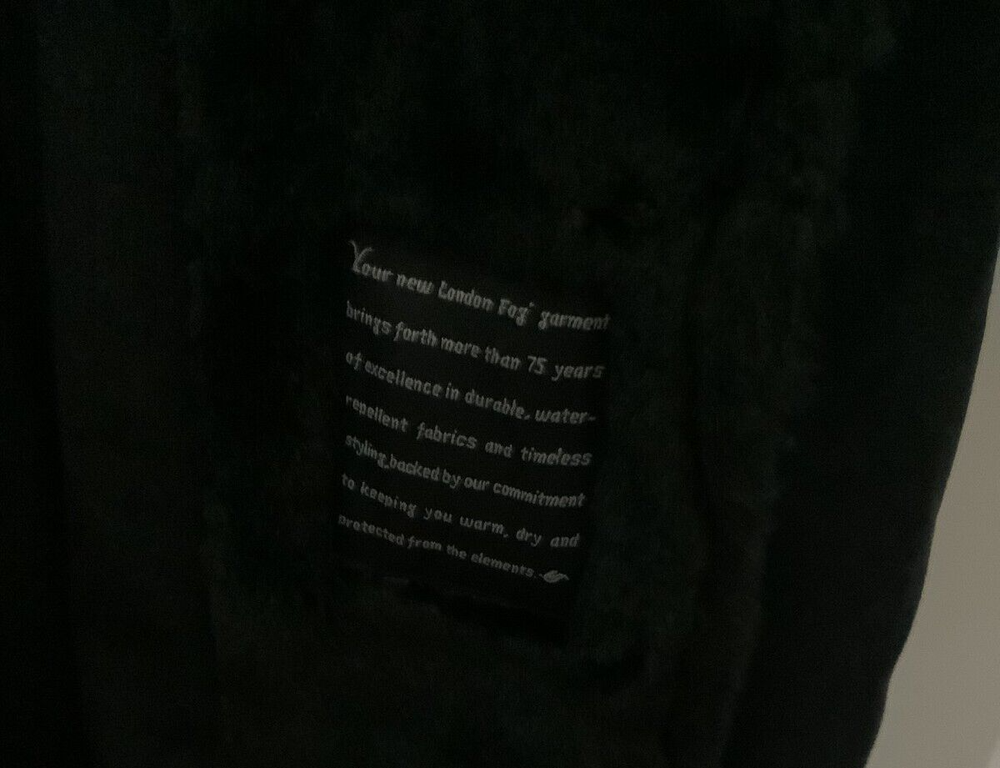 Your new London Fog® garment
brings forth more than 75 years
of excellence in durable, water-
repellent fabrics and timeless
styling, backed by our commitment
to keeping you warm, dry and
protected from the elements.